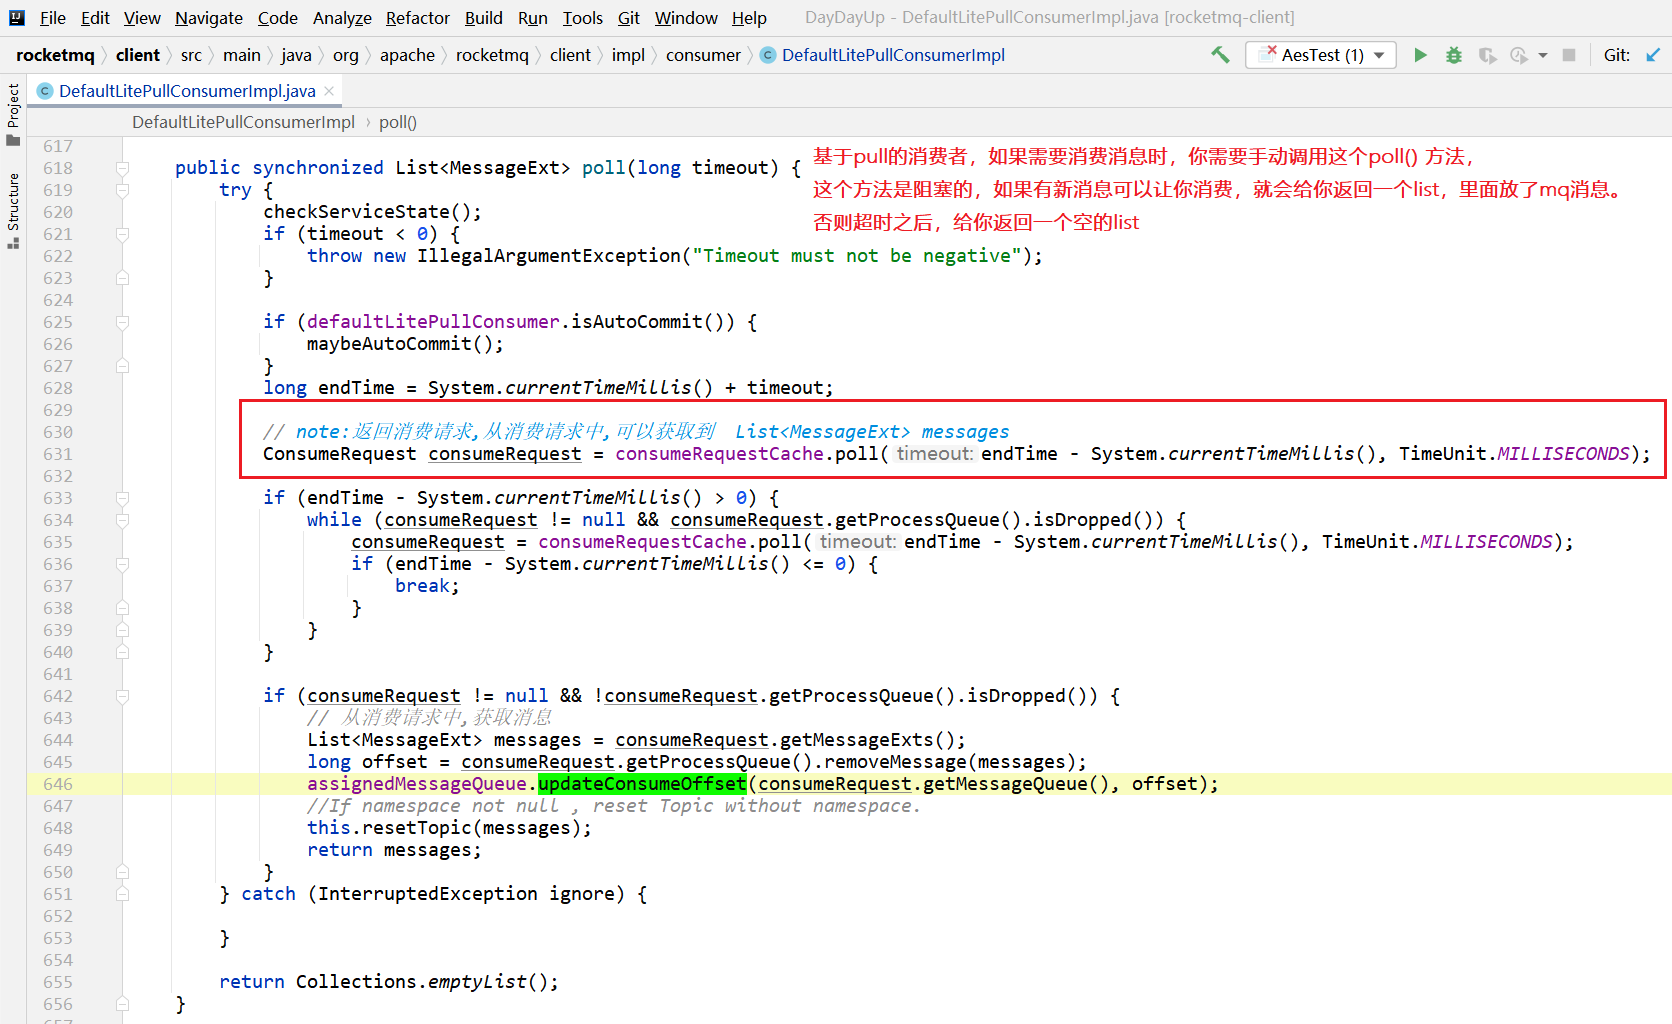 File Edit View Navigate Code Analyze Refactor Build Run Tools Git Window Help DayDayUp - DefaultLitePullConsumerImpl.java [rocketmq-client]
rocketmq client src main java org apache rocketmq client impl consumer DefaultLitePullConsumerImpl AesTest (1) Git:
DefaultLitePullConsumerImpl.java
DefaultLitePullConsumerImpl › poll()
Project
Structure
617
618 public synchronized List<MessageExt> poll(long timeout) {
基于pull的消费者，如果需要消费消息时，你需要手动调用这个poll() 方法，
619 try {
这个方法是阻塞的，如果有新消息可以让你消费，就会给你返回一个list，里面放了mq消息。
620 checkServiceState();
否则超时之后，给你返回一个空的list
621 if (timeout < 0) {
622 throw new IllegalArgumentException("Timeout must not be negative");
623 }
624
625 if (defaultLitePullConsumer.isAutoCommit()) {
626 maybeAutoCommit();
627 }
628 long endTime = System.currentTimeMillis() + timeout;
629
630 // note:返回消费请求,从消费请求中,可以获取到 List<MessageExt> messages
631 ConsumeRequest consumeRequest = consumeRequestCache.poll( timeout: endTime - System.currentTimeMillis(), TimeUnit.MILLISECONDS);
632
633 if (endTime - System.currentTimeMillis() > 0) {
634 while (consumeRequest != null && consumeRequest.getProcessQueue().isDropped()) {
635 consumeRequest = consumeRequestCache.poll( timeout: endTime - System.currentTimeMillis(), TimeUnit.MILLISECONDS);
636 if (endTime - System.currentTimeMillis() <= 0) {
637 break;
638 }
639 }
640 }
641
642 if (consumeRequest != null && !consumeRequest.getProcessQueue().isDropped()) {
643 // 从消费请求中,获取消息
644 List<MessageExt> messages = consumeRequest.getMessageExts();
645 long offset = consumeRequest.getProcessQueue().removeMessage(messages);
646 assignedMessageQueue.updateConsumeOffset(consumeRequest.getMessageQueue(), offset);
647 //If namespace not null , reset Topic without namespace.
648 this.resetTopic(messages);
649 return messages;
650 }
651 } catch (InterruptedException ignore) {
652
653 }
654
655 return Collections.emptyList();
656 }
657